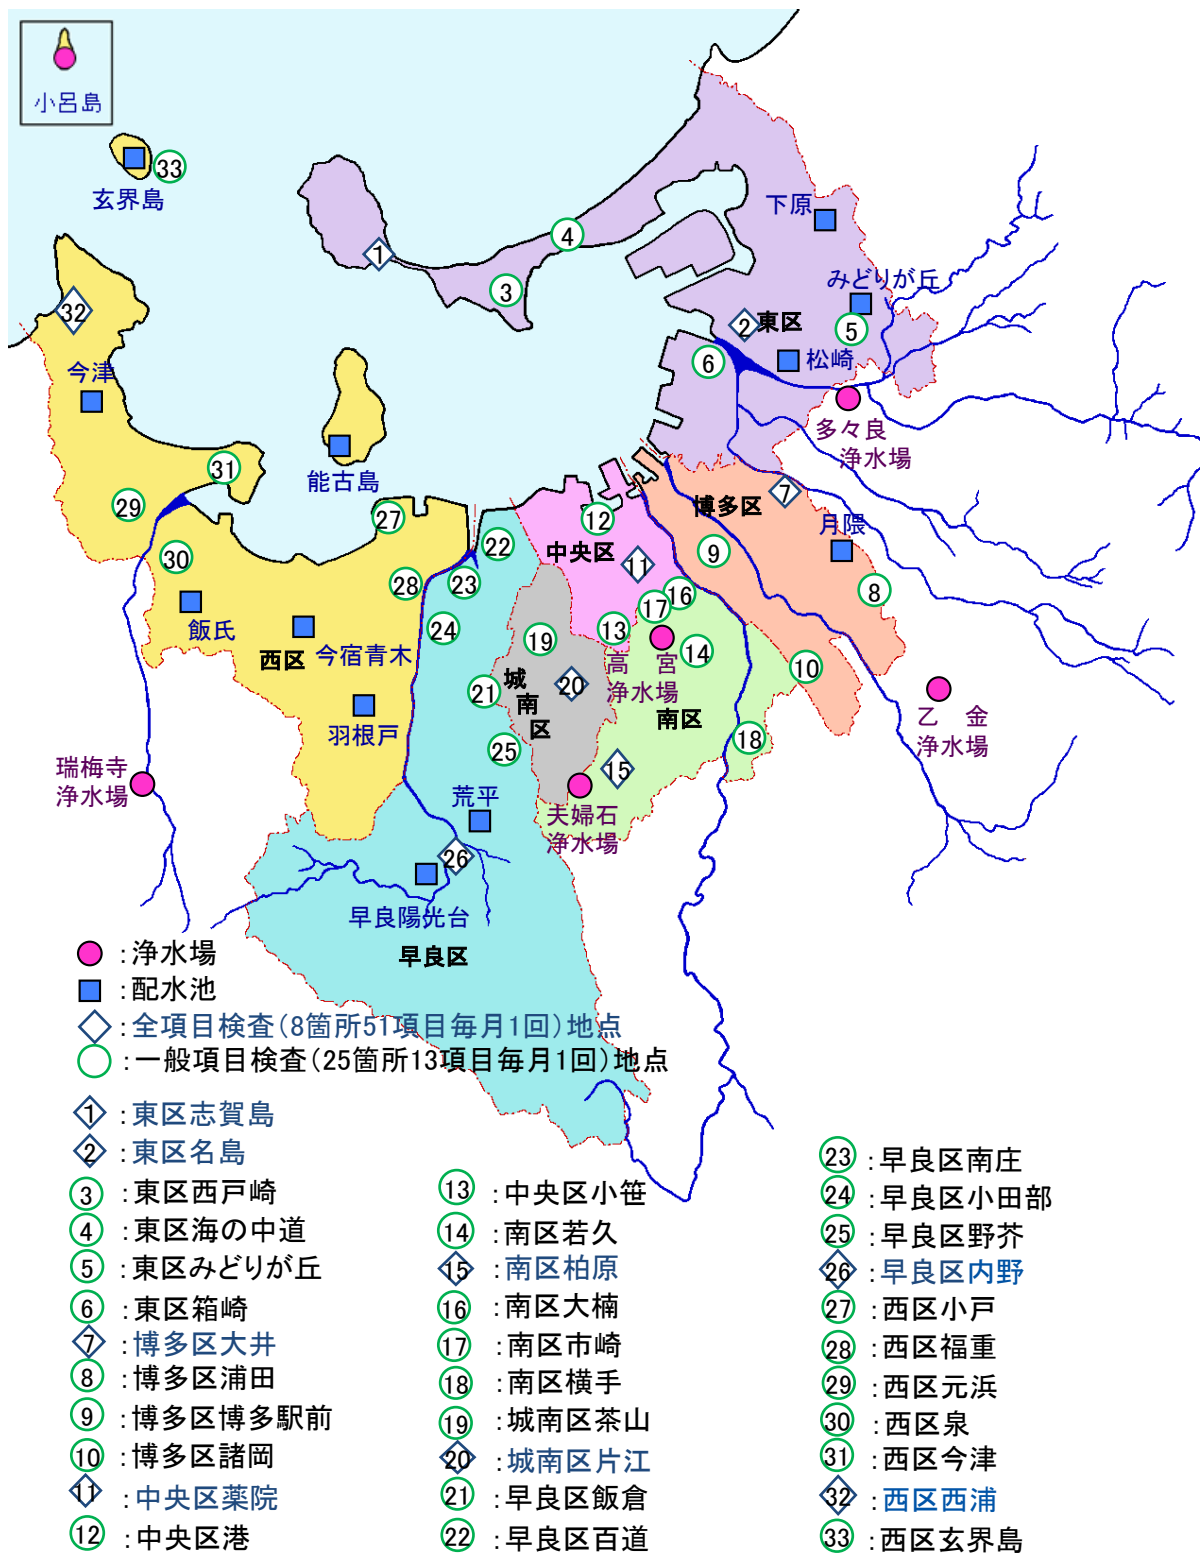 小呂島
33
玄界島
1
4
3
下原
みどりが丘
5
2
東区
松崎
6
多々良
浄水場
32
今津
能古島
31
29
30
飯氏
27
28
西区
今宿青木
羽根戸
瑞梅寺
浄水場
22
23
24
21
25
荒平
26
早良陽光台
早良区
12
中央区
11
13
19
城
南
区
20
16
17
14
高 宮
浄水場
南区
15
18
夫婦石
浄水場
博多区
7
月隈
9
8
10
乙 金
浄水場
:浄水場
:配水池
:全項目検査(8箇所51項目毎月1回)地点
:一般項目検査(25箇所13項目毎月1回)地点
1:東区志賀島
2:東区名島
3:東区西戸崎
4:東区海の中道
5:東区みどりが丘
6:東区箱崎
7:博多区大井
8:博多区浦田
9:博多区博多駅前
10:博多区諸岡
11:中央区薬院
12:中央区港
13:中央区小笹
14:南区若久
15:南区柏原
16:南区大楠
17:南区市崎
18:南区横手
19:城南区茶山
20:城南区片江
21:早良区飯倉
22:早良区百道
23:早良区南庄
24:早良区小田部
25:早良区野芥
26:早良区内野
27:西区小戸
28:西区福重
29:西区元浜
30:西区泉
31:西区今津
32:西区西浦
33:西区玄界島